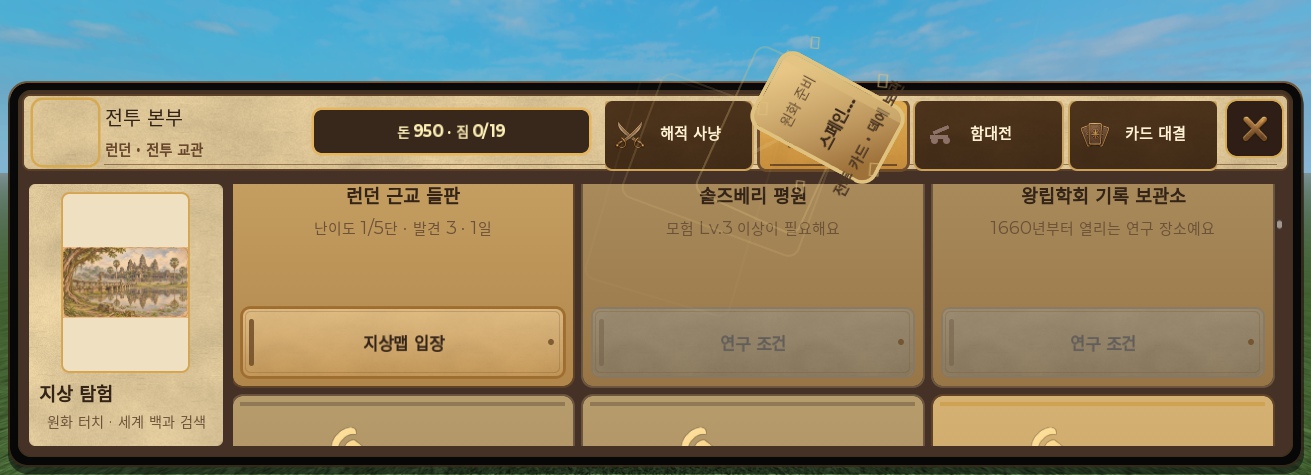 전투 본부
런던 · 전투 교관
돈 950 · 짐 0/19
해적 사냥
원화 준비
스페인...
전투 카드 · 덱에
함대전
카드 대결
지상 탐험
원화 터치 · 세계 백과 검색
런던 근교 들판
난이도 1/5단 · 발견 3 · 1일
지상맵 입장
솔즈베리 평원
모험 Lv.3 이상이 필요해요
연구 조건
왕립학회 기록 보관소
1660년부터 열리는 연구 장소예요
연구 조건